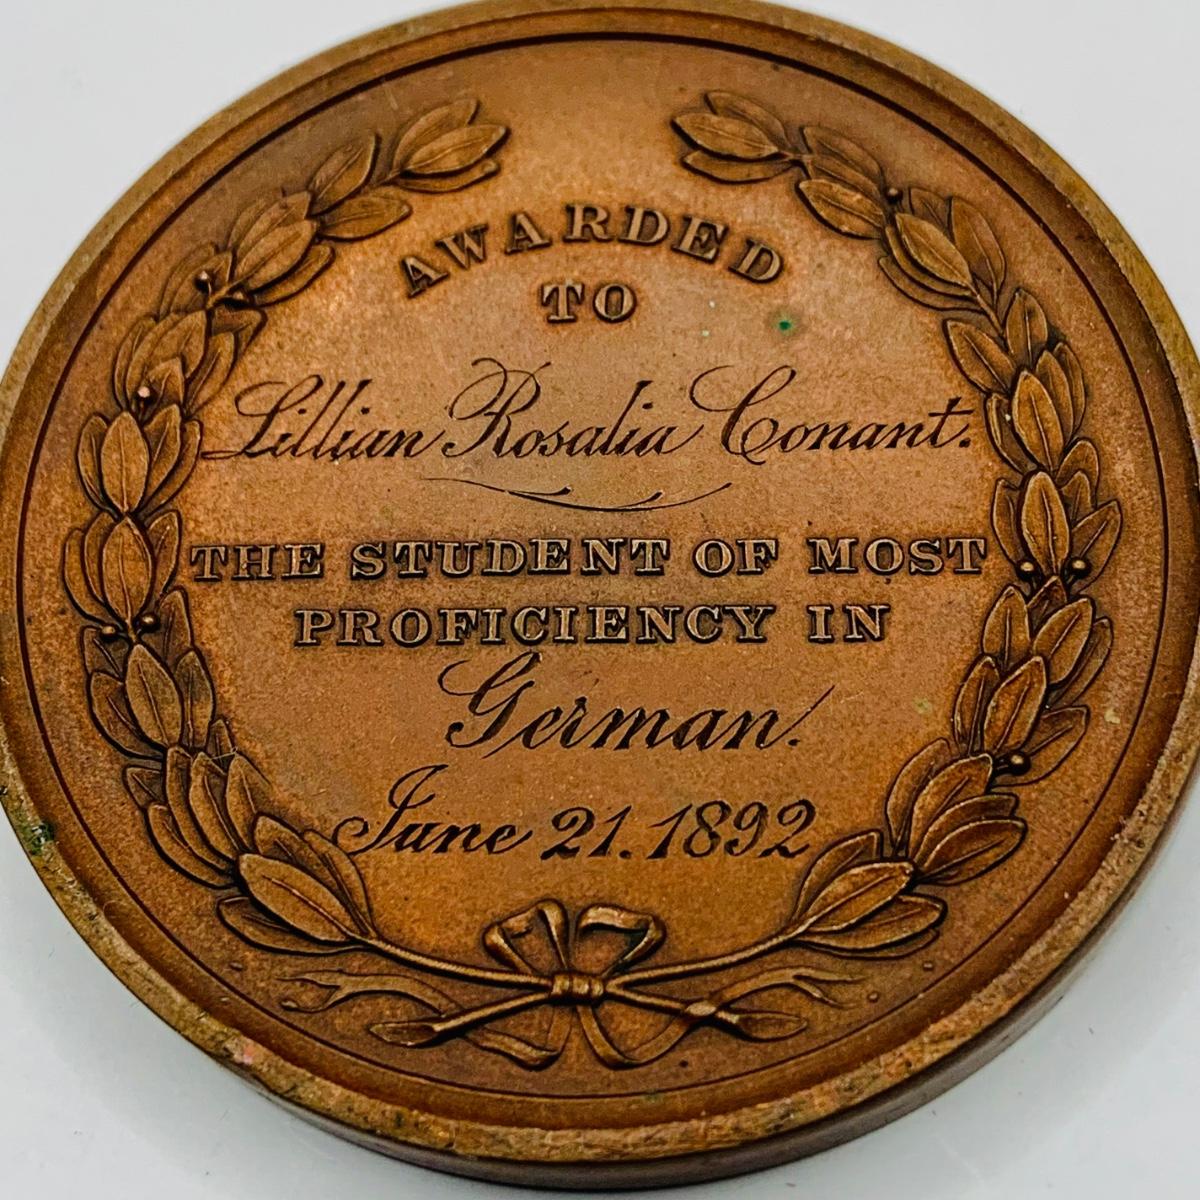 AWARDED
TO
Lillian Rosalia Conant.
THE STUDENT OF MOST
PROFICIENCY IN
German.
June 21. 1892